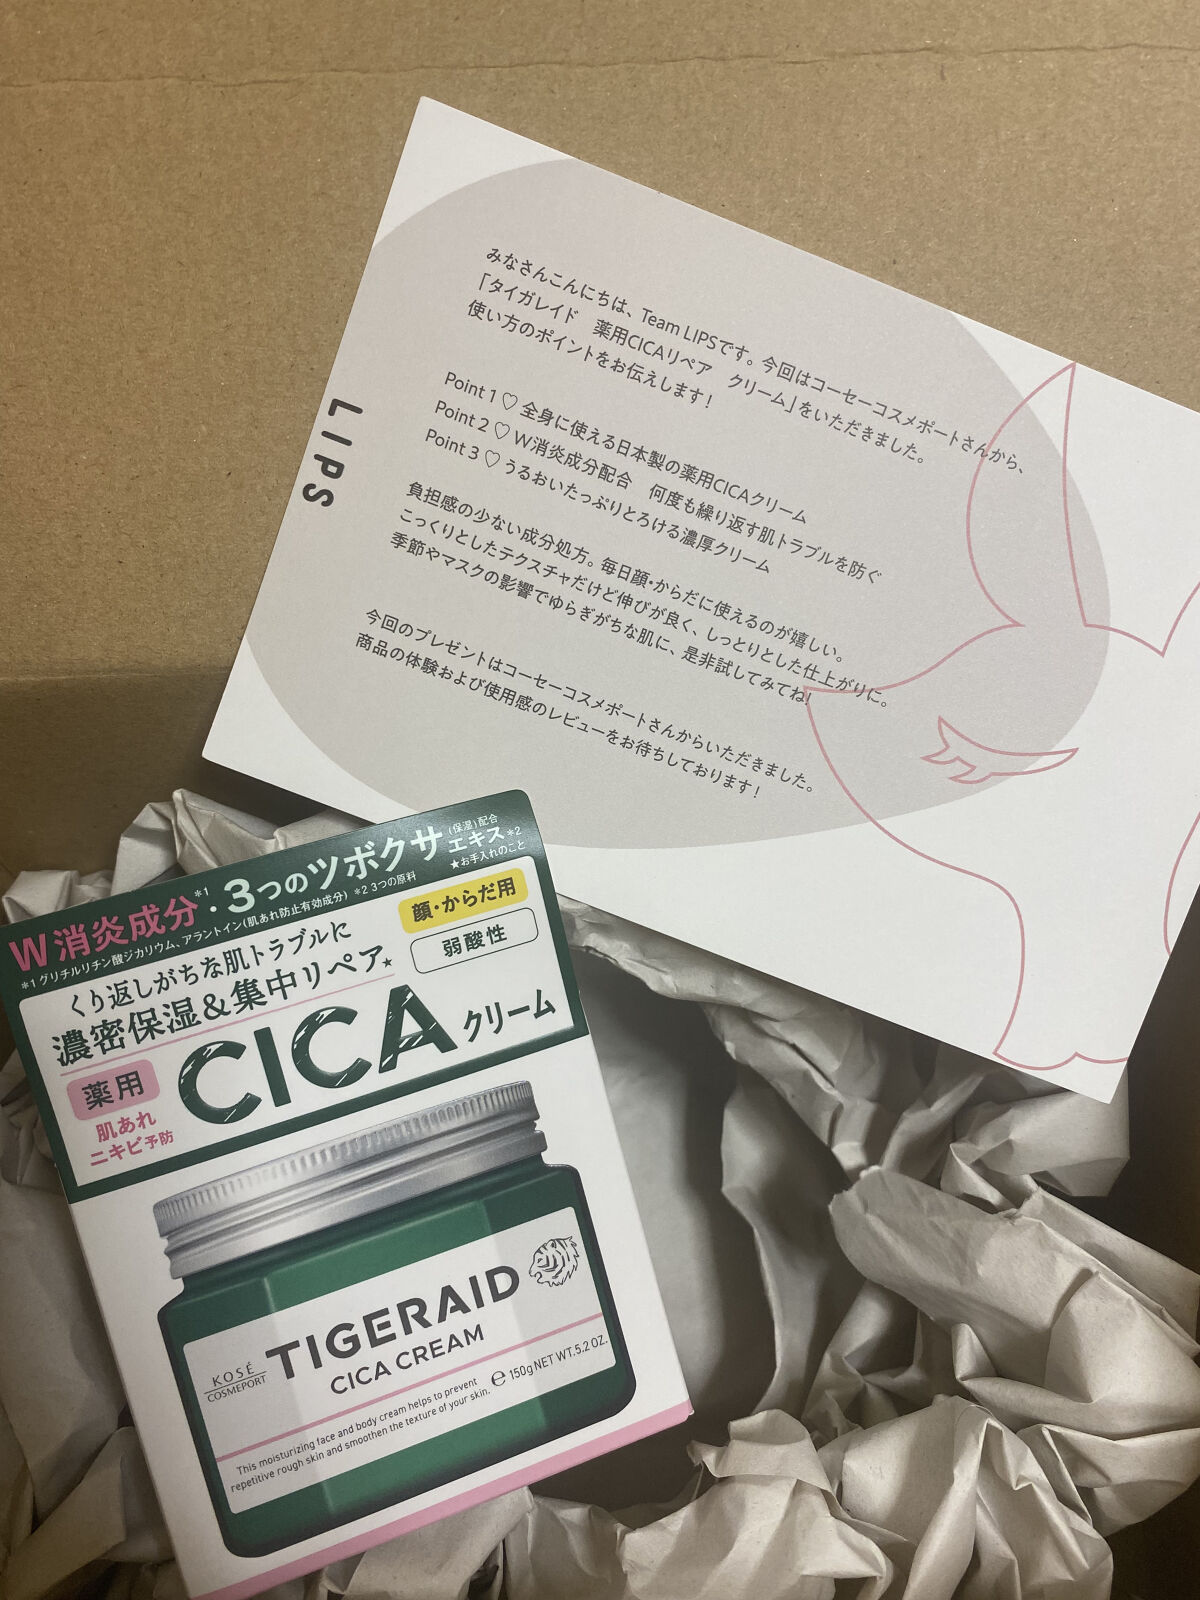 みなさんこんにちは、Team LIPSです。今回はコーセーコスメポートさんから、
「タイガレイド 薬用CICAリペア クリーム」をいただきました。
使い方のポイントをお伝えします！
Point 1 ♡ 全身に使える日本製の薬用CICAクリーム
Point 2 ♡ W消炎成分配合 何度も繰り返す肌トラブルを防ぐ
Point 3 ♡ うるおいたっぷりとろける濃厚クリーム
負担感の少ない成分処方。毎日顔・からだに使えるのが嬉しい。
こっくりとしたテクスチャだけど伸びが良く、しっとりとした仕上がりに。
季節やマスクの影響でゆらぎがちな肌に、是非試してみてね!
今回のプレゼントはコーセーコスメポートさんからいただきました。
商品の体験および使用感のレビューをお待ちしております！
LIPS
W消炎成分*1・3つのツボクサエキス*2(保湿)配合
*1 グリチルリチン酸ジカリウム、アラントイン(肌あれ防止有効成分) *2 3つの原料 ★お手入れのこと
くり返しがちな肌トラブルに
顔・からだ用
濃密保湿&集中リペア★
弱酸性
薬用
CICAクリーム
肌あれ
ニキビ予防
TIGERAID
CICA CREAM
KOSÉ
COSMEPORT
℮ 150g NET WT.5.2 OZ.
This moisturizing face and body cream helps to prevent
repetitive rough skin and smoothen the texture of your skin.